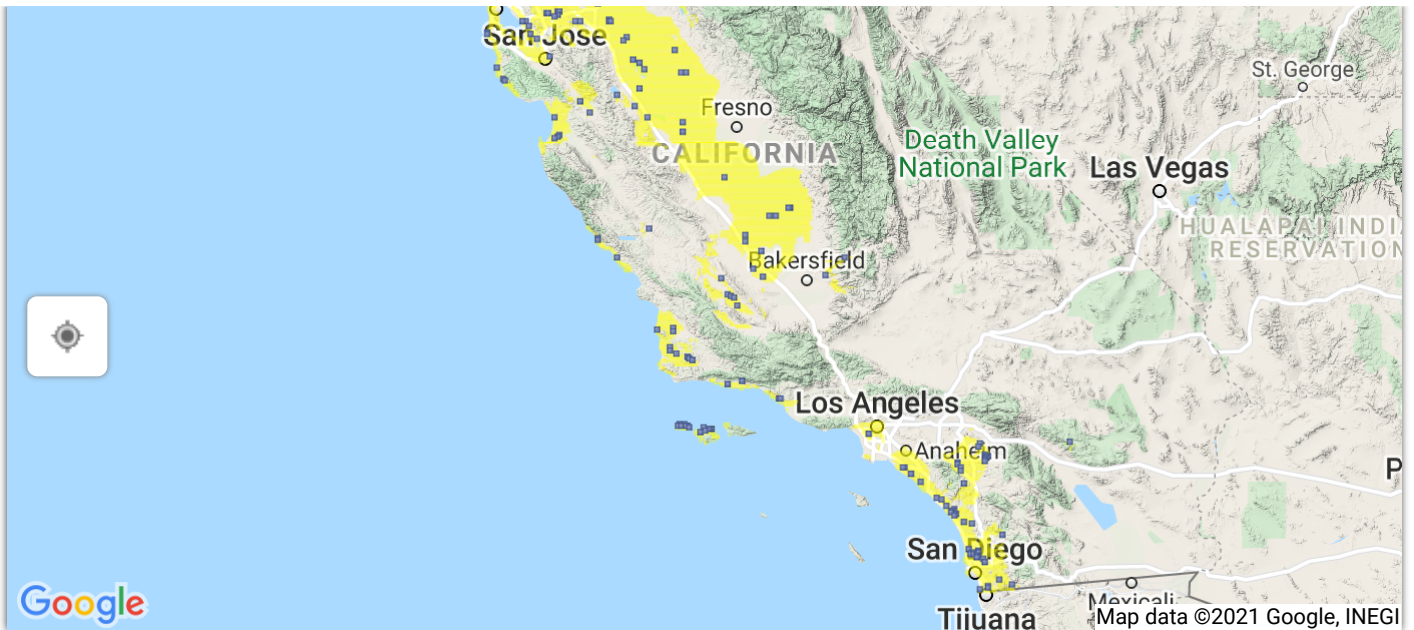 San Jose
St. George
Fresno
Death Valley
National Park
CALIFORNIA
Las Vegas
HUALAPAI INDI
RESERVATION
Bakersfield
Los Angeles
Anaheim
P
San Diego
Mexicali
Tijuana
Google
Map data ©2021 Google, INEGI